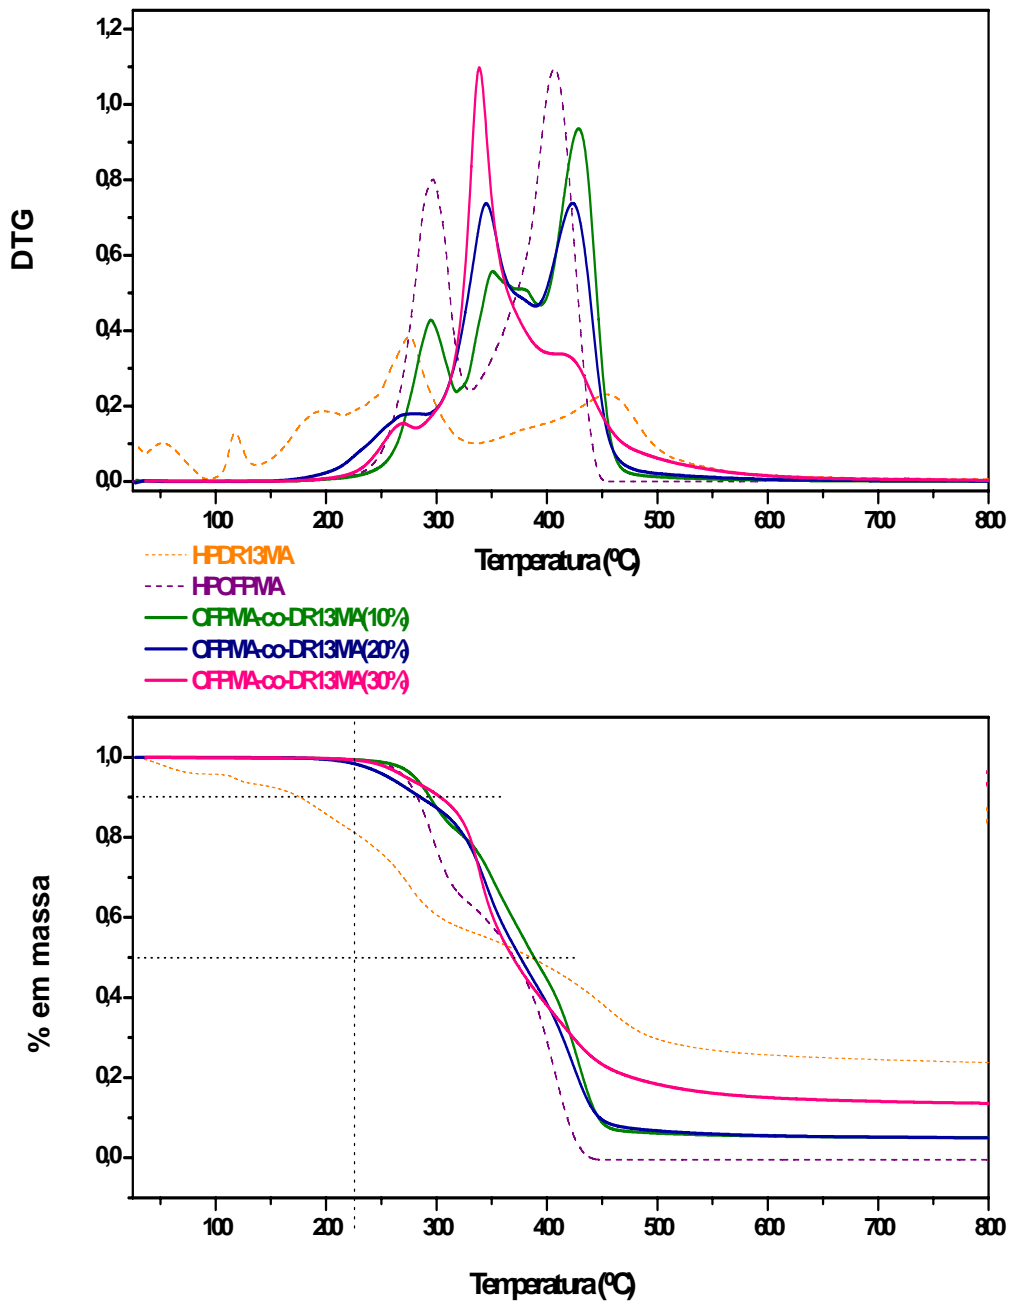 1,2
1,0
0,8
0,6
0,4
0,2
0,0
DTG
100 200 300 400 500 600 700 800
Temperatura (ºC)
HPDR13MA
HPOFPMA
OFPMA-co-DR13MA(10%)
OFPMA-co-DR13MA(20%)
OFPMA-co-DR13MA(30%)
1,0
0,8
0,6
0,4
0,2
0,0
% em massa
100 200 300 400 500 600 700 800
Temperatura (ºC)